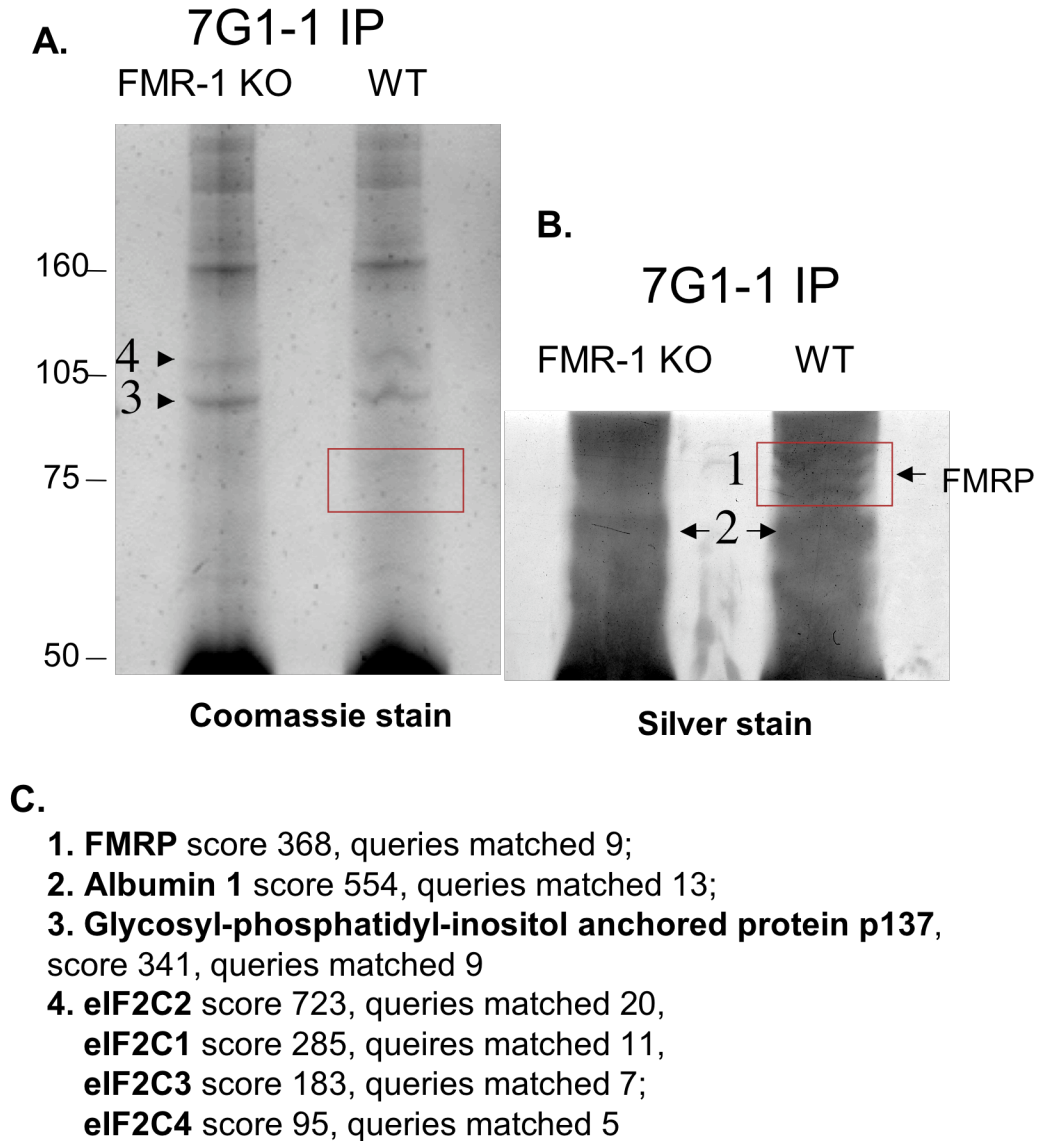 A.
7G1-1 IP
FMR-1 KO WT
160
4
105
3
75
50
Coomassie stain
B.
7G1-1 IP
FMR-1 KO WT
1
FMRP
2
Silver stain
C.
1. FMRP score 368, queries matched 9;
2. Albumin 1 score 554, queries matched 13;
3. Glycosyl-phosphatidyl-inositol anchored protein p137,
score 341, queries matched 9
4. eIF2C2 score 723, queries matched 20,
eIF2C1 score 285, queires matched 11,
eIF2C3 score 183, queries matched 7;
eIF2C4 score 95, queries matched 5